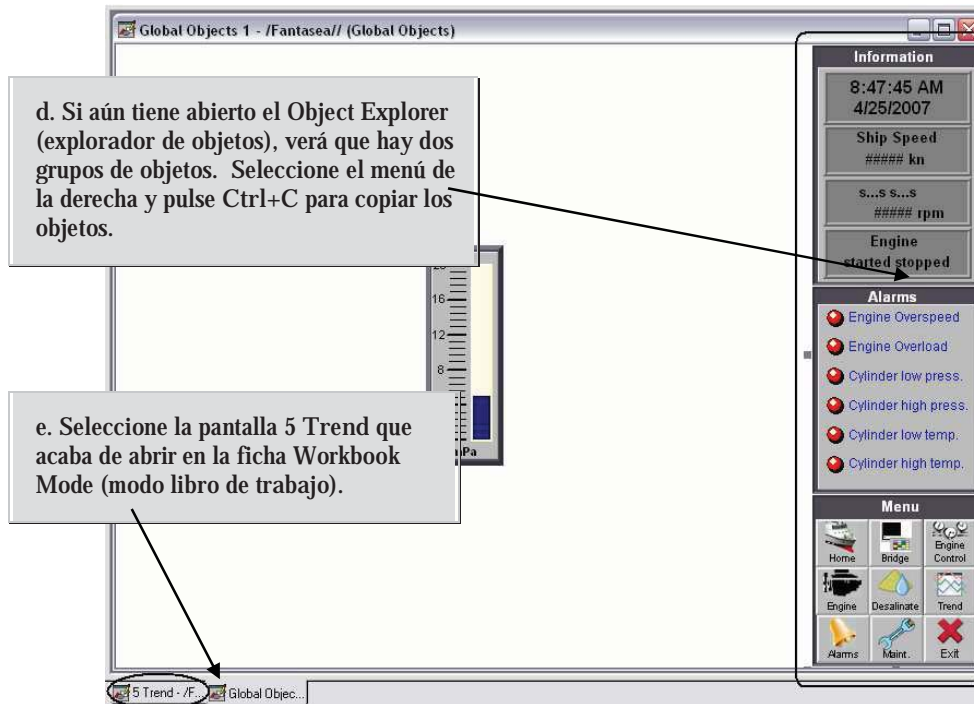 Global Objects 1 - /Fantasea// (Global Objects)
d. Si aún tiene abierto el Object Explorer
(explorador de objetos), verá que hay dos
grupos de objetos. Seleccione el menú de
la derecha y pulse Ctrl+C para copiar los
objetos.
16
12
8
e. Seleccione la pantalla 5 Trend que
acaba de abrir en la ficha Workbook
Mode (modo libro de trabajo).
Information
8:47:45 AM
4/25/2007
Ship Speed
##### kn
s...s s...s
##### rpm
Engine
started stopped
Alarms
Engine Overspeed
Engine Overload
Cylinder low press.
Cylinder high press.
Cylinder low temp.
Cylinder high temp.
Menu
Home Bridge Engine Control
Engine Desalinate Trend
Alarms Maint. Exit
5 Trend - /F... Global Objec...